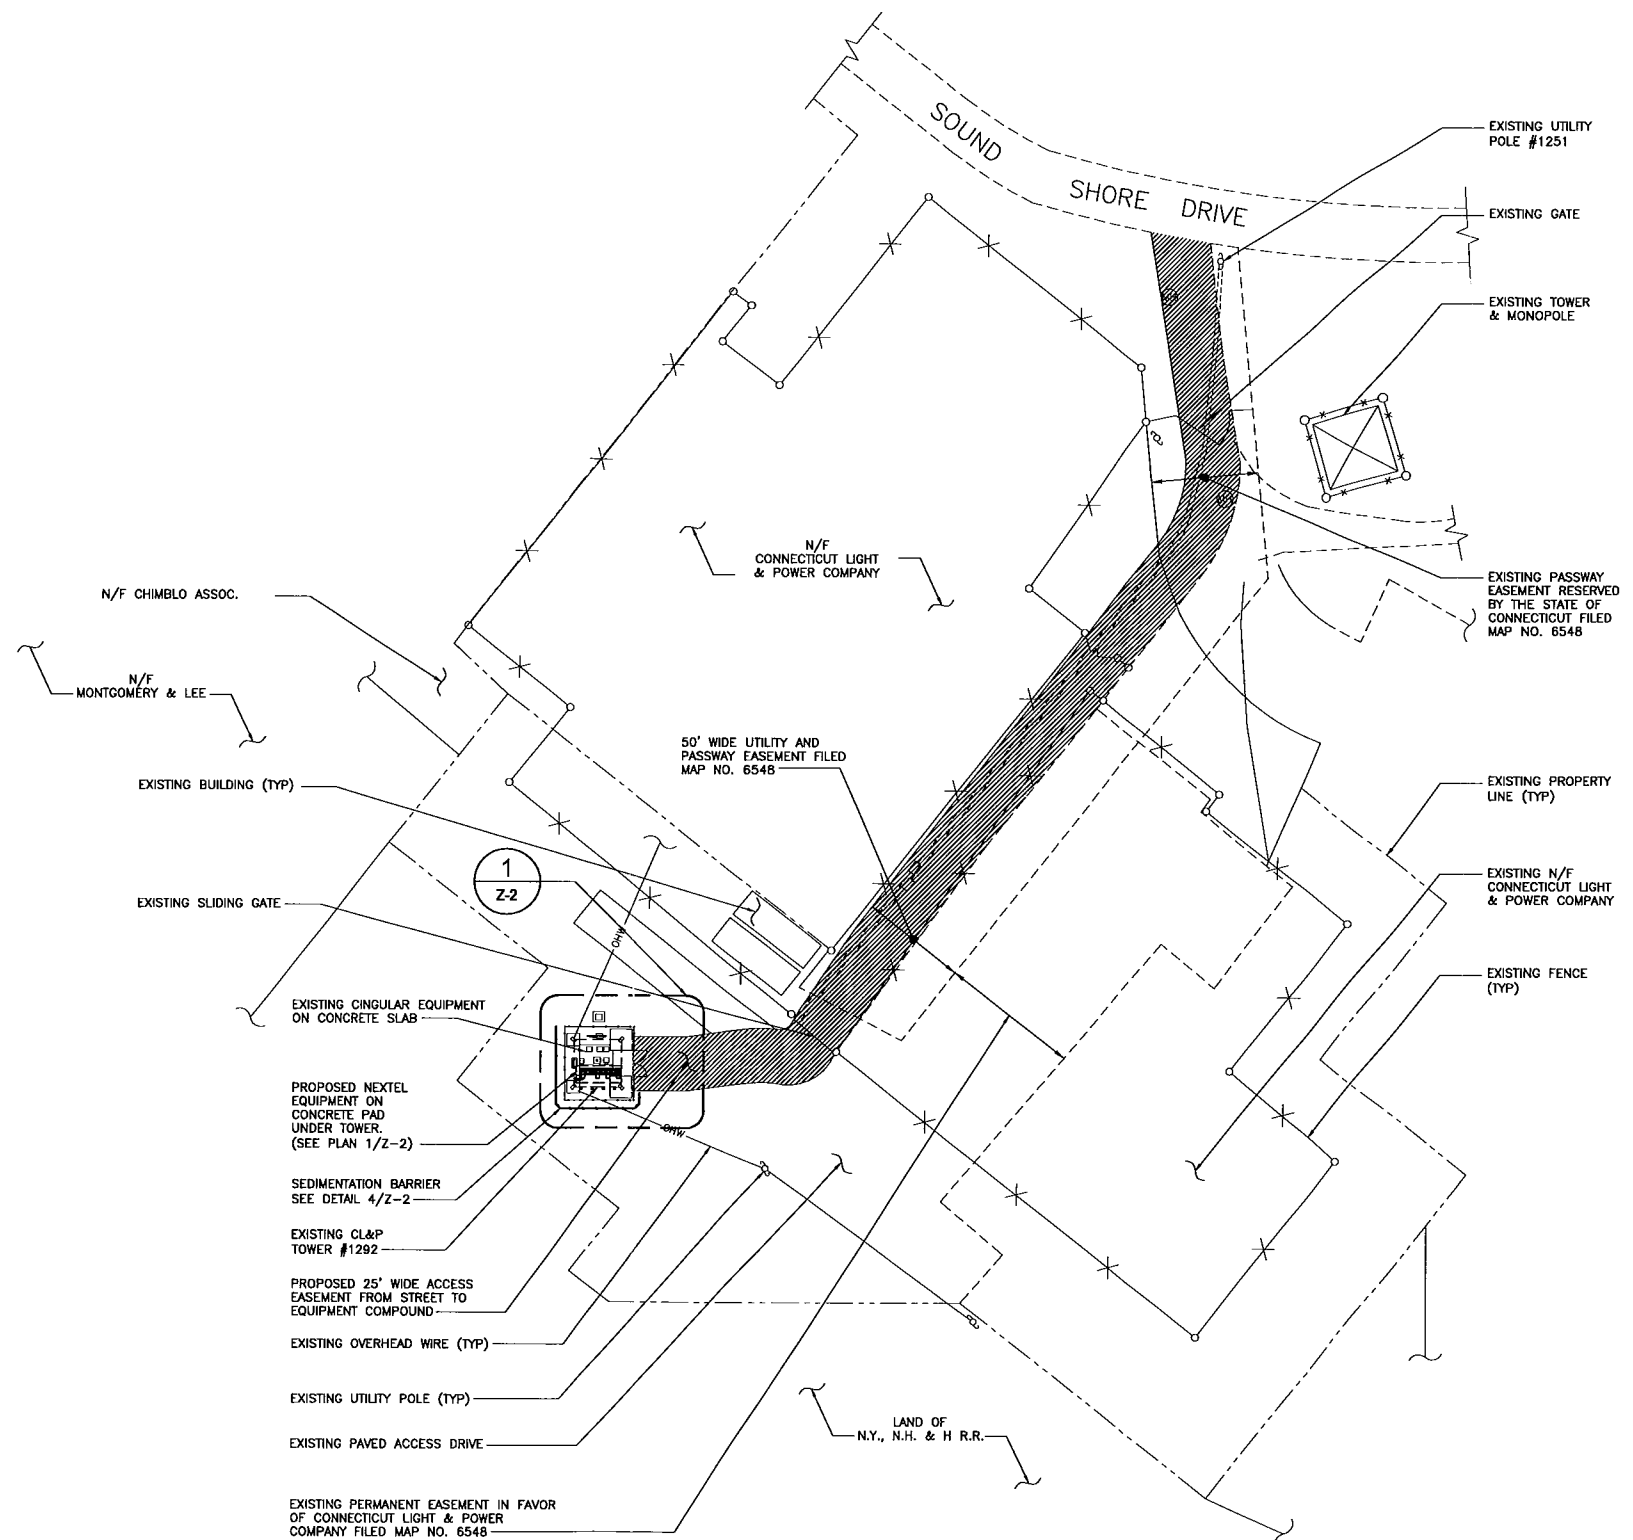 SOUND
SHORE DRIVE
EXISTING UTILITY
POLE #1251
EXISTING GATE
EXISTING TOWER
& MONOPOLE
N/F
CONNECTICUT LIGHT
& POWER COMPANY
EXISTING PASSWAY
EASEMENT RESERVED
BY THE STATE OF
CONNECTICUT FILED
MAP NO. 6548
N/F CHIMBLO ASSOC.
N/F
MONTGOMERY & LEE
50' WIDE UTILITY AND
PASSWAY EASEMENT FILED
MAP NO. 6548
EXISTING BUILDING (TYP)
EXISTING PROPERTY
LINE (TYP)
1
Z-2
EXISTING N/F
CONNECTICUT LIGHT
& POWER COMPANY
EXISTING SLIDING GATE
OHW
EXISTING FENCE
(TYP)
EXISTING CINGULAR EQUIPMENT
ON CONCRETE SLAB
PROPOSED NEXTEL
EQUIPMENT ON
CONCRETE PAD
UNDER TOWER.
(SEE PLAN 1/Z-2)
OHW
SEDIMENTATION BARRIER
SEE DETAIL 4/Z-2
EXISTING CL&P
TOWER #1292
PROPOSED 25' WIDE ACCESS
EASEMENT FROM STREET TO
EQUIPMENT COMPOUND
EXISTING OVERHEAD WIRE (TYP)
EXISTING UTILITY POLE (TYP)
EXISTING PAVED ACCESS DRIVE
LAND OF
N.Y., N.H. & H R.R.
EXISTING PERMANENT EASEMENT IN FAVOR
OF CONNECTICUT LIGHT & POWER
COMPANY FILED MAP NO. 6548